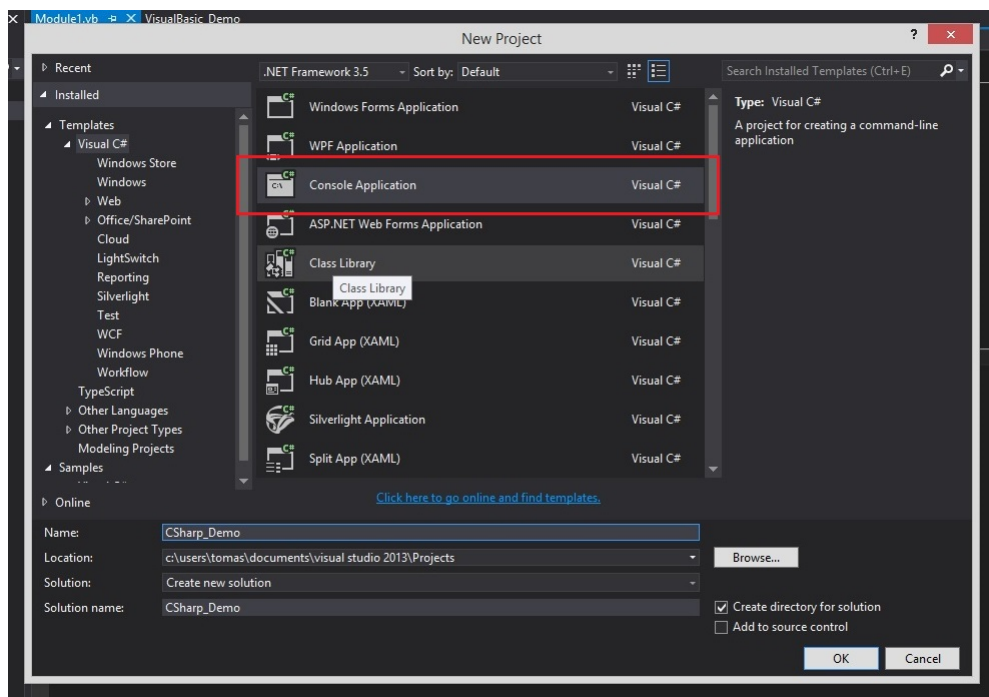 Module1.vb VisualBasic_Demo
New Project
Recent
.NET Framework 3.5 Sort by: Default
Search Installed Templates (Ctrl+E)
Installed
Templates
Visual C#
Windows Store
Windows
Web
Office/SharePoint
Cloud
LightSwitch
Reporting
Silverlight
Test
WCF
Windows Phone
Workflow
TypeScript
Other Languages
Other Project Types
Modeling Projects
Samples
Online
Windows Forms Application Visual C#
WPF Application Visual C#
Console Application Visual C#
ASP.NET Web Forms Application Visual C#
Class Library Visual C#
Class Library
Blank App (XAML) Visual C#
Grid App (XAML) Visual C#
Hub App (XAML) Visual C#
Silverlight Application Visual C#
Split App (XAML) Visual C#
Click here to go online and find templates.
Type: Visual C#
A project for creating a command-line
application
Name: CSharp_Demo
Location: c:\users\tomas\documents\visual studio 2013\Projects
Browse...
Solution: Create new solution
Solution name: CSharp_Demo
Create directory for solution
Add to source control
OK Cancel